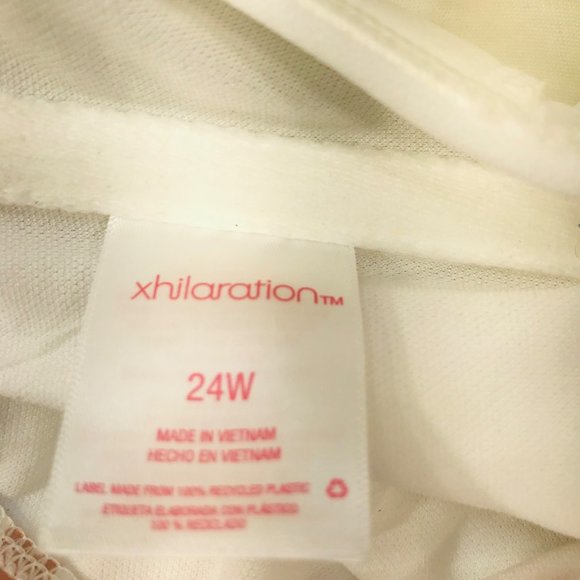 xhilaration™
24W
MADE IN VIETNAM
HECHO EN VIETNAM
LABEL MADE FROM 100% RECYCLED PLASTIC
ETIQUETA ELABORADA CON PLÁSTICO
100 % RECICLADO